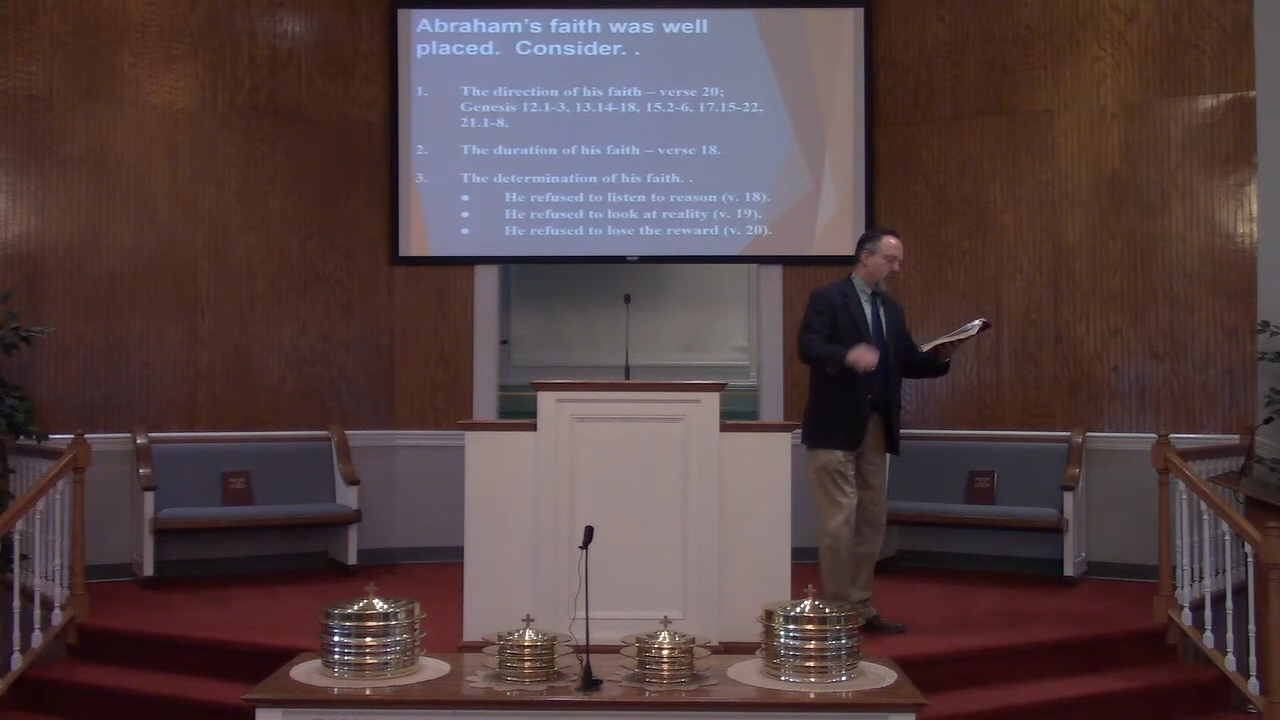 Abraham's faith was well
placed. Consider. .
1. The direction of his faith – verse 20;
Genesis 12.1-3, 13.14-18, 15.2-6, 17.15-22,
21.1-8.
2. The duration of his faith – verse 18.
3. The determination of his faith. .
● He refused to listen to reason (v. 18).
● He refused to look at reality (v. 19).
● He refused to lose the reward (v. 20).